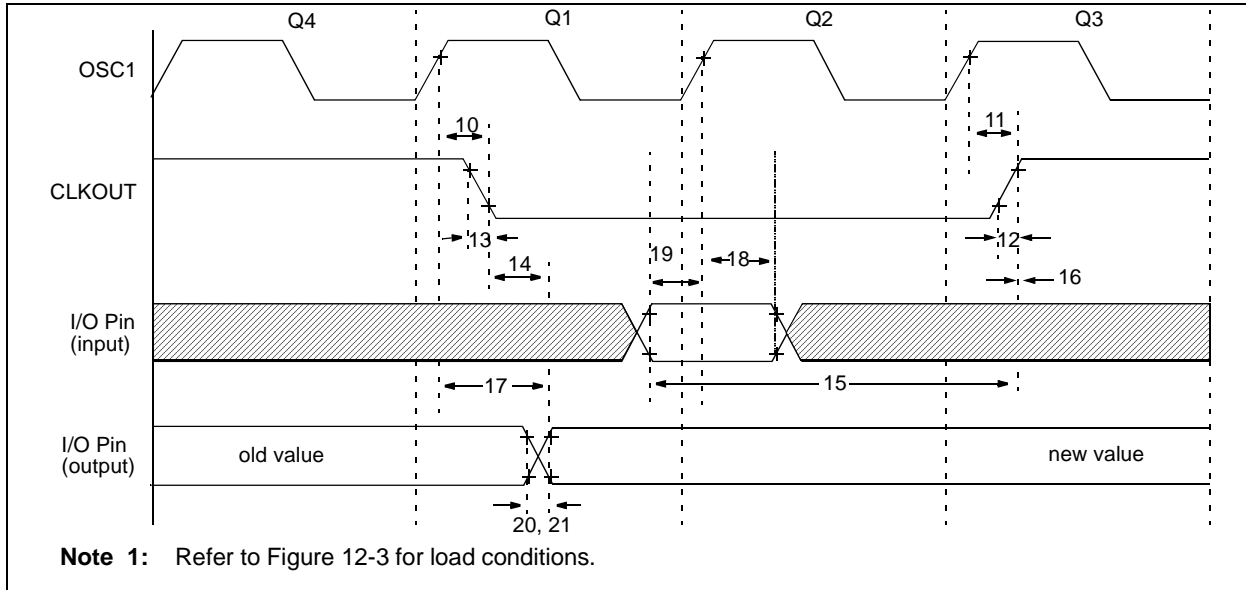 Q4 Q1 Q2 Q3
OSC1
10 11
CLKOUT
13 12
14 19 18
16
I/O Pin
(input)
17 15
I/O Pin
(output)
old value new value
20, 21
Note 1: Refer to Figure 12-3 for load conditions.